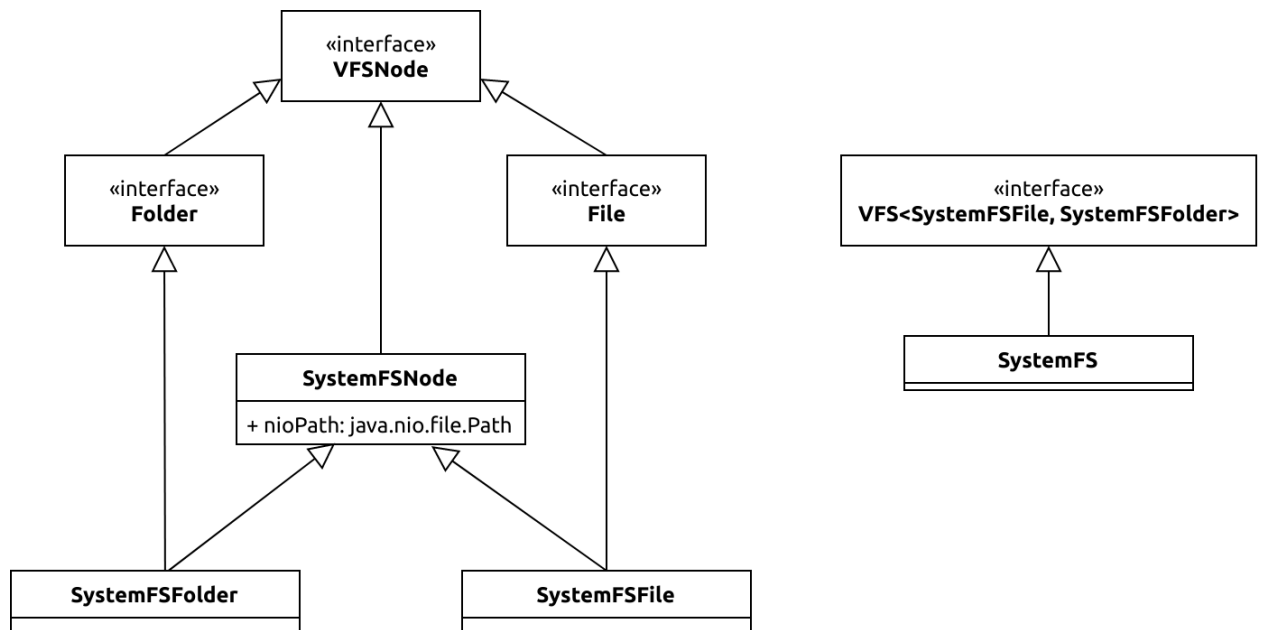 «interface»
VFSNode
«interface»
Folder
«interface»
File
«interface»
VFS<SystemFSFile, SystemFSFolder>
SystemFSNode
+ nioPath: java.nio.file.Path
SystemFS
SystemFSFolder
SystemFSFile